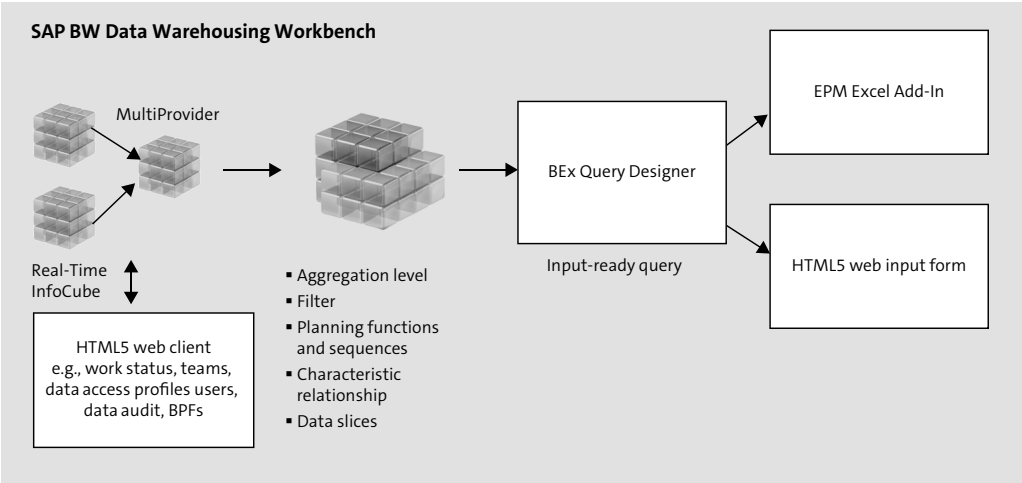 SAP BW Data Warehousing Workbench
MultiProvider
Real-Time
InfoCube
HTML5 web client
e.g., work status, teams,
data access profiles users,
data audit, BPFs
▪ Aggregation level
▪ Filter
▪ Planning functions
and sequences
▪ Characteristic
relationship
▪ Data slices
BEx Query Designer
Input-ready query
EPM Excel Add-In
HTML5 web input form